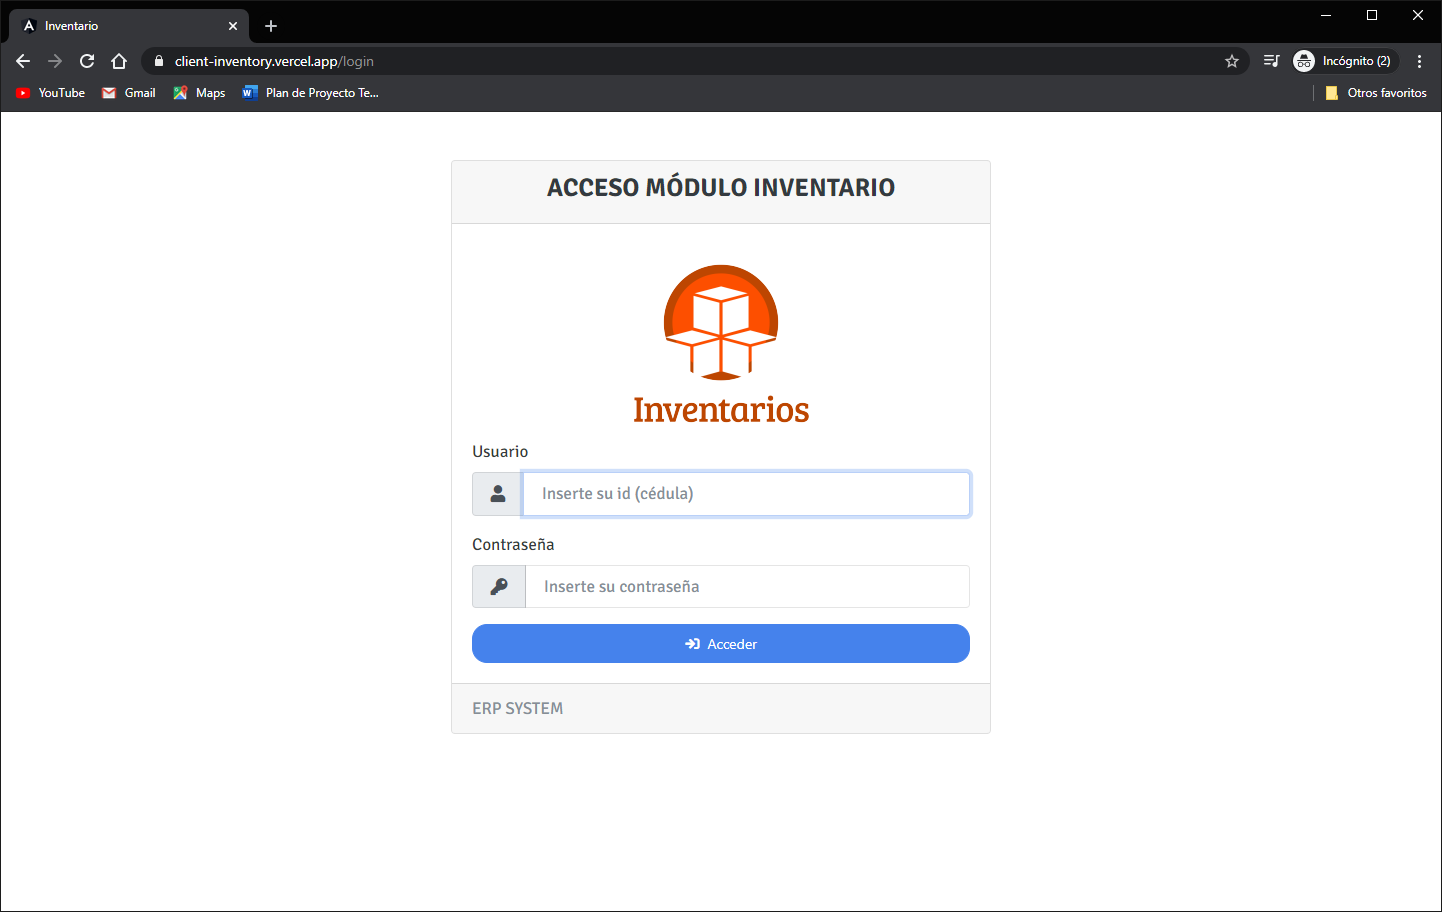 Inventario
client-inventory.vercel.app/login
Incógnito (2)
YouTube
Gmail
Maps
Plan de Proyecto Te...
Otros favoritos
ACCESO MÓDULO INVENTARIO
Inventarios
Usuario
Inserte su id (cédula)
Contraseña
Inserte su contraseña
Acceder
ERP SYSTEM